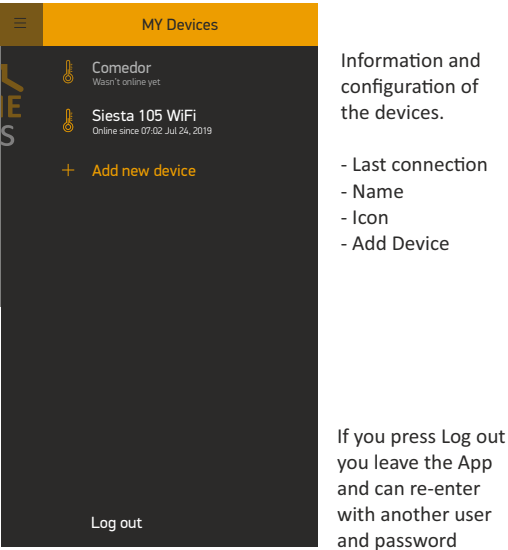 MY Devices
Comedor
Wasn't online yet
Siesta 105 WiFi
Online since 07:02 Jul 24, 2019
+ Add new device
Log out
IE
S
Information and
configuration of
the devices.
- Last connection
- Name
- Icon
- Add Device
If you press Log out
you leave the App
and can re-enter
with another user
and password